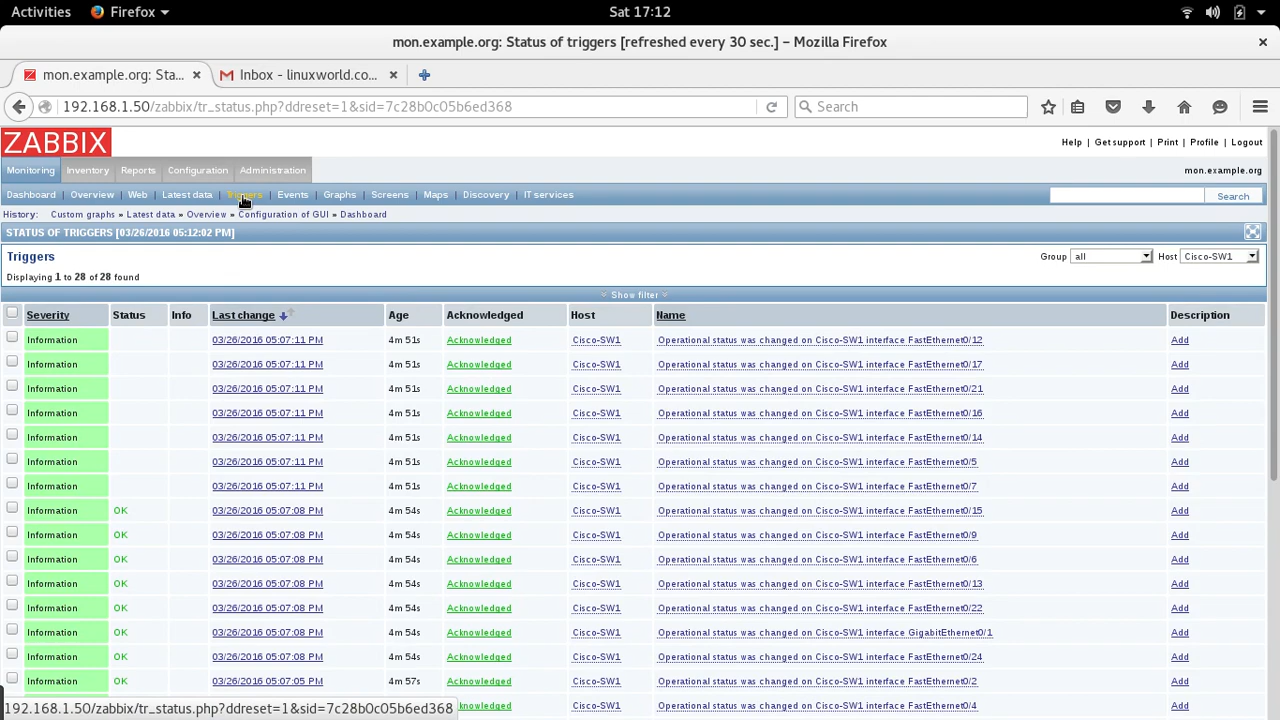 Activities Firefox Sat 17:12
mon.example.org: Status of triggers [refreshed every 30 sec.] – Mozilla Firefox
mon.example.org: Sta... Inbox - linuxworld.co...
192.168.1.50/zabbix/tr_status.php?ddreset=1&sid=7c28b0c05b6ed368 Search
ZABBIX
Help | Get support | Print | Profile | Logout
Monitoring Inventory Reports Configuration Administration mon.example.org
Dashboard | Overview | Web | Latest data | Triggers | Events | Graphs | Screens | Maps | Discovery | IT services Search
History: Custom graphs » Latest data » Overview » Configuration of GUI » Dashboard
STATUS OF TRIGGERS [03/26/2016 05:12:02 PM]
Triggers Group all Host Cisco-SW1
Displaying 1 to 28 of 28 found
Show filter
Severity Status Info Last change Age Acknowledged Host Name Description
Information 03/26/2016 05:07:11 PM 4m 51s Acknowledged Cisco-SW1 Operational status was changed on Cisco-SW1 interface FastEthernet0/12 Add
Information 03/26/2016 05:07:11 PM 4m 51s Acknowledged Cisco-SW1 Operational status was changed on Cisco-SW1 interface FastEthernet0/17 Add
Information 03/26/2016 05:07:11 PM 4m 51s Acknowledged Cisco-SW1 Operational status was changed on Cisco-SW1 interface FastEthernet0/21 Add
Information 03/26/2016 05:07:11 PM 4m 51s Acknowledged Cisco-SW1 Operational status was changed on Cisco-SW1 interface FastEthernet0/16 Add
Information 03/26/2016 05:07:11 PM 4m 51s Acknowledged Cisco-SW1 Operational status was changed on Cisco-SW1 interface FastEthernet0/14 Add
Information 03/26/2016 05:07:11 PM 4m 51s Acknowledged Cisco-SW1 Operational status was changed on Cisco-SW1 interface FastEthernet0/5 Add
Information 03/26/2016 05:07:11 PM 4m 51s Acknowledged Cisco-SW1 Operational status was changed on Cisco-SW1 interface FastEthernet0/7 Add
Information OK 03/26/2016 05:07:08 PM 4m 54s Acknowledged Cisco-SW1 Operational status was changed on Cisco-SW1 interface FastEthernet0/15 Add
Information OK 03/26/2016 05:07:08 PM 4m 54s Acknowledged Cisco-SW1 Operational status was changed on Cisco-SW1 interface FastEthernet0/9 Add
Information OK 03/26/2016 05:07:08 PM 4m 54s Acknowledged Cisco-SW1 Operational status was changed on Cisco-SW1 interface FastEthernet0/6 Add
Information OK 03/26/2016 05:07:08 PM 4m 54s Acknowledged Cisco-SW1 Operational status was changed on Cisco-SW1 interface FastEthernet0/13 Add
Information OK 03/26/2016 05:07:08 PM 4m 54s Acknowledged Cisco-SW1 Operational status was changed on Cisco-SW1 interface FastEthernet0/22 Add
Information OK 03/26/2016 05:07:08 PM 4m 54s Acknowledged Cisco-SW1 Operational status was changed on Cisco-SW1 interface GigabitEthernet0/1 Add
Information OK 03/26/2016 05:07:08 PM 4m 54s Acknowledged Cisco-SW1 Operational status was changed on Cisco-SW1 interface FastEthernet0/24 Add
Information OK 03/26/2016 05:07:05 PM 4m 57s Acknowledged Cisco-SW1 Operational status was changed on Cisco-SW1 interface FastEthernet0/2 Add
Cisco-SW1 Operational status was changed on Cisco-SW1 interface FastEthernet0/4 Add
192.168.1.50/zabbix/tr_status.php?ddreset=1&sid=7c28b0c05b6ed368